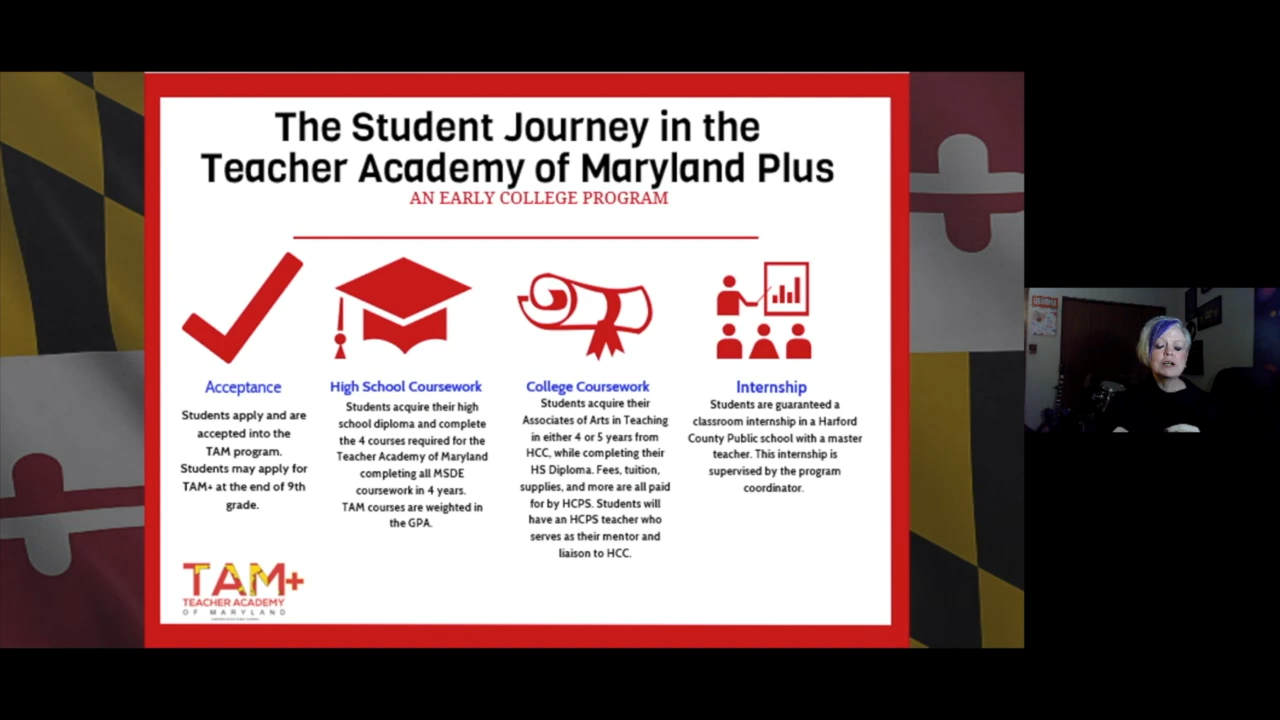 The Student Journey in the
Teacher Academy of Maryland Plus
AN EARLY COLLEGE PROGRAM
Acceptance
Students apply and are
accepted into the
TAM program.
Students may apply for
TAM+ at the end of 9th
grade.
High School Coursework
Students acquire their high
school diploma and complete
the 4 courses required for the
Teacher Academy of Maryland
completing all MSDE
coursework in 4 years.
TAM courses are weighted in
the GPA.
College Coursework
Students acquire their
Associates of Arts in Teaching
in either 4 or 5 years from
HCC, while completing their
HS Diploma. Fees, tuition,
supplies, and more are all paid
for by HCPS. Students will
have an HCPS teacher who
serves as their mentor and
liaison to HCC.
Internship
Students are guaranteed a
classroom internship in a Harford
County Public school with a master
teacher. This internship is
supervised by the program
coordinator.
TAM+
TEACHER ACADEMY
OF MARYLAND